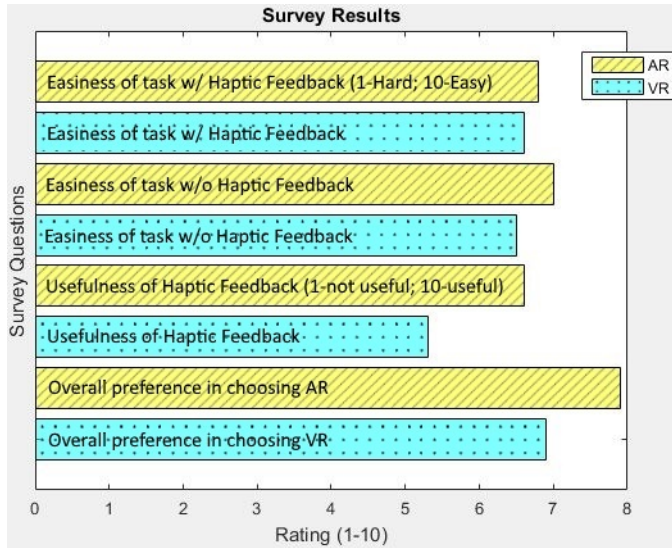 Survey Results
AR
VR
Easiness of task w/ Haptic Feedback (1-Hard; 10-Easy)
Easiness of task w/ Haptic Feedback
Easiness of task w/o Haptic Feedback
Easiness of task w/o Haptic Feedback
Usefulness of Haptic Feedback (1-not useful; 10-useful)
Usefulness of Haptic Feedback
Overall preference in choosing AR
Overall preference in choosing VR
Survey Questions
0 1 2 3 4 5 6 7 8
Rating (1-10)